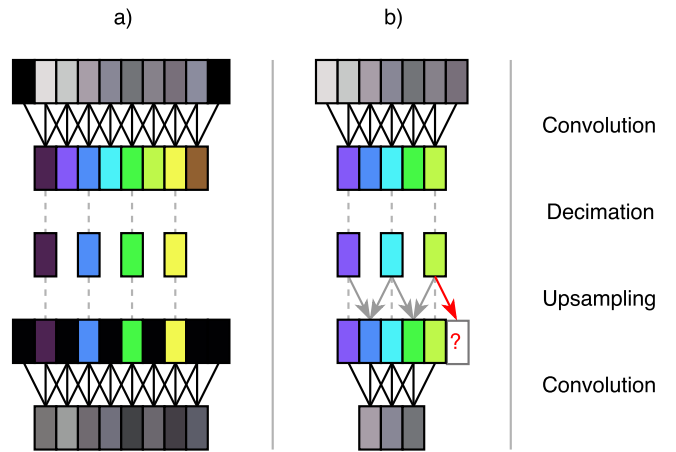 a)
b)
Convolution
Decimation
Upsampling
?
Convolution